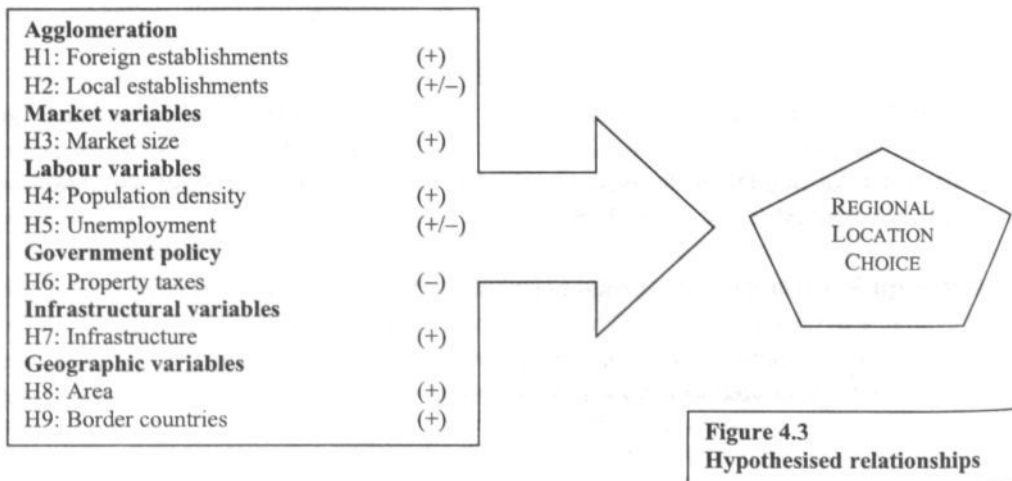 Agglomeration
H1: Foreign establishments (+)
H2: Local establishments (+/–)
Market variables
H3: Market size (+)
Labour variables
H4: Population density (+)
H5: Unemployment (+/–)
Government policy
H6: Property taxes (–)
Infrastructural variables
H7: Infrastructure (+)
Geographic variables
H8: Area (+)
H9: Border countries (+)
REGIONAL
LOCATION
CHOICE
Figure 4.3
Hypothesised relationships